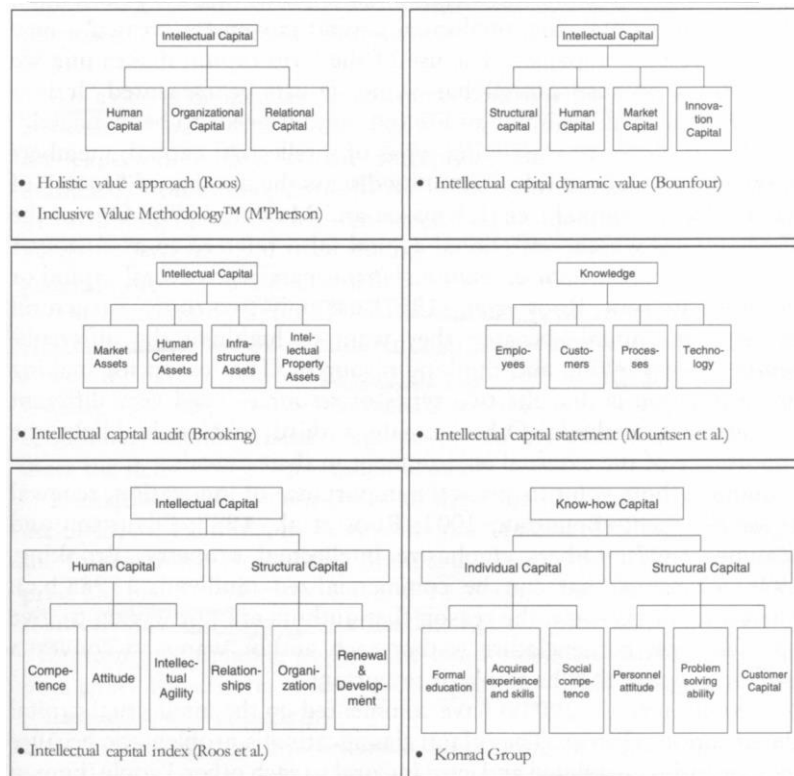 Intellectual Capital
Human
Capital
Organizational
Capital
Relational
Capital
• Holistic value approach (Roos)
• Inclusive Value Methodology™ (M'Pherson)
Intellectual Capital
Structural
capital
Human
Capital
Market
Capital
Innova-
tion
Capital
• Intellectual capital dynamic value (Bounfour)
Intellectual Capital
Market
Assets
Human
Centered
Assets
Infra-
structure
Assets
Intel-
lectual
Property
Assets
• Intellectual capital audit (Brooking)
Knowledge
Emplo-
yees
Custo-
mers
Proces-
ses
Techno-
logy
• Intellectual capital statement (Mouritsen et al.)
Intellectual Capital
Human Capital
Structural Capital
Compe-
tence
Attitude
Intellec-
tual
Agility
Relation-
ships
Organi-
zation
Renewal
&
Develop-
ment
• Intellectual capital index (Roos et al.)
Know-how Capital
Individual Capital
Structural Capital
Formal
education
Acquired
experience
and skills
Social
compe-
tence
Personnel
attitude
Problem
solving
ability
Customer
Capital
• Konrad Group